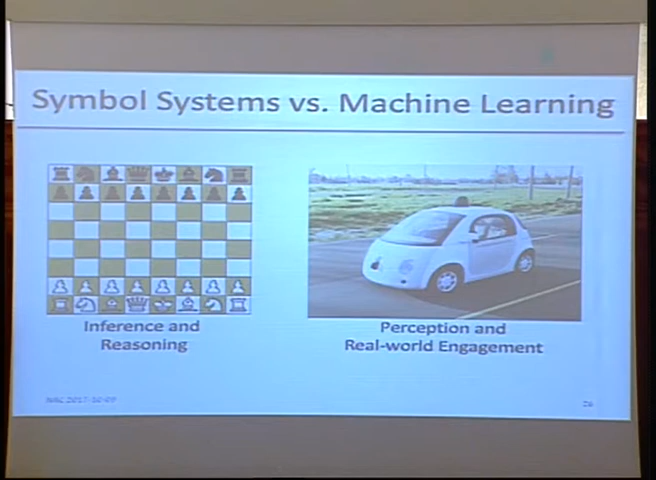 Symbol Systems vs. Machine Learning
Inference and
Reasoning
Perception and
Real-world Engagement